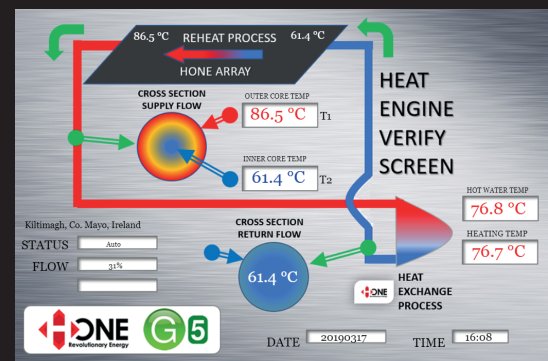 86.5 °C REHEAT PROCESS 61.4 °C
HONE ARRAY
HEAT
ENGINE
VERIFY
SCREEN
CROSS SECTION
SUPPLY FLOW
OUTER CORE TEMP
86.5 °C T1
INNER CORE TEMP
61.4 °C T2
HOT WATER TEMP
76.8 °C
HEATING TEMP
76.7 °C
Kiltimagh, Co. Mayo, Ireland
STATUS Auto
FLOW 31%
CROSS SECTION
RETURN FLOW
61.4 °C
HONE
HEAT
EXCHANGE
PROCESS
HONE
Revolutionary Energy
G5
DATE 20190317 TIME 16:08